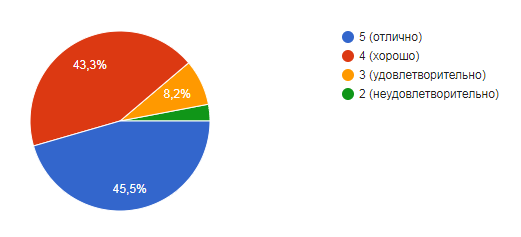 43,3%
8,2%
45,5%
5 (отлично)
4 (хорошо)
3 (удовлетворительно)
2 (неудовлетворительно)